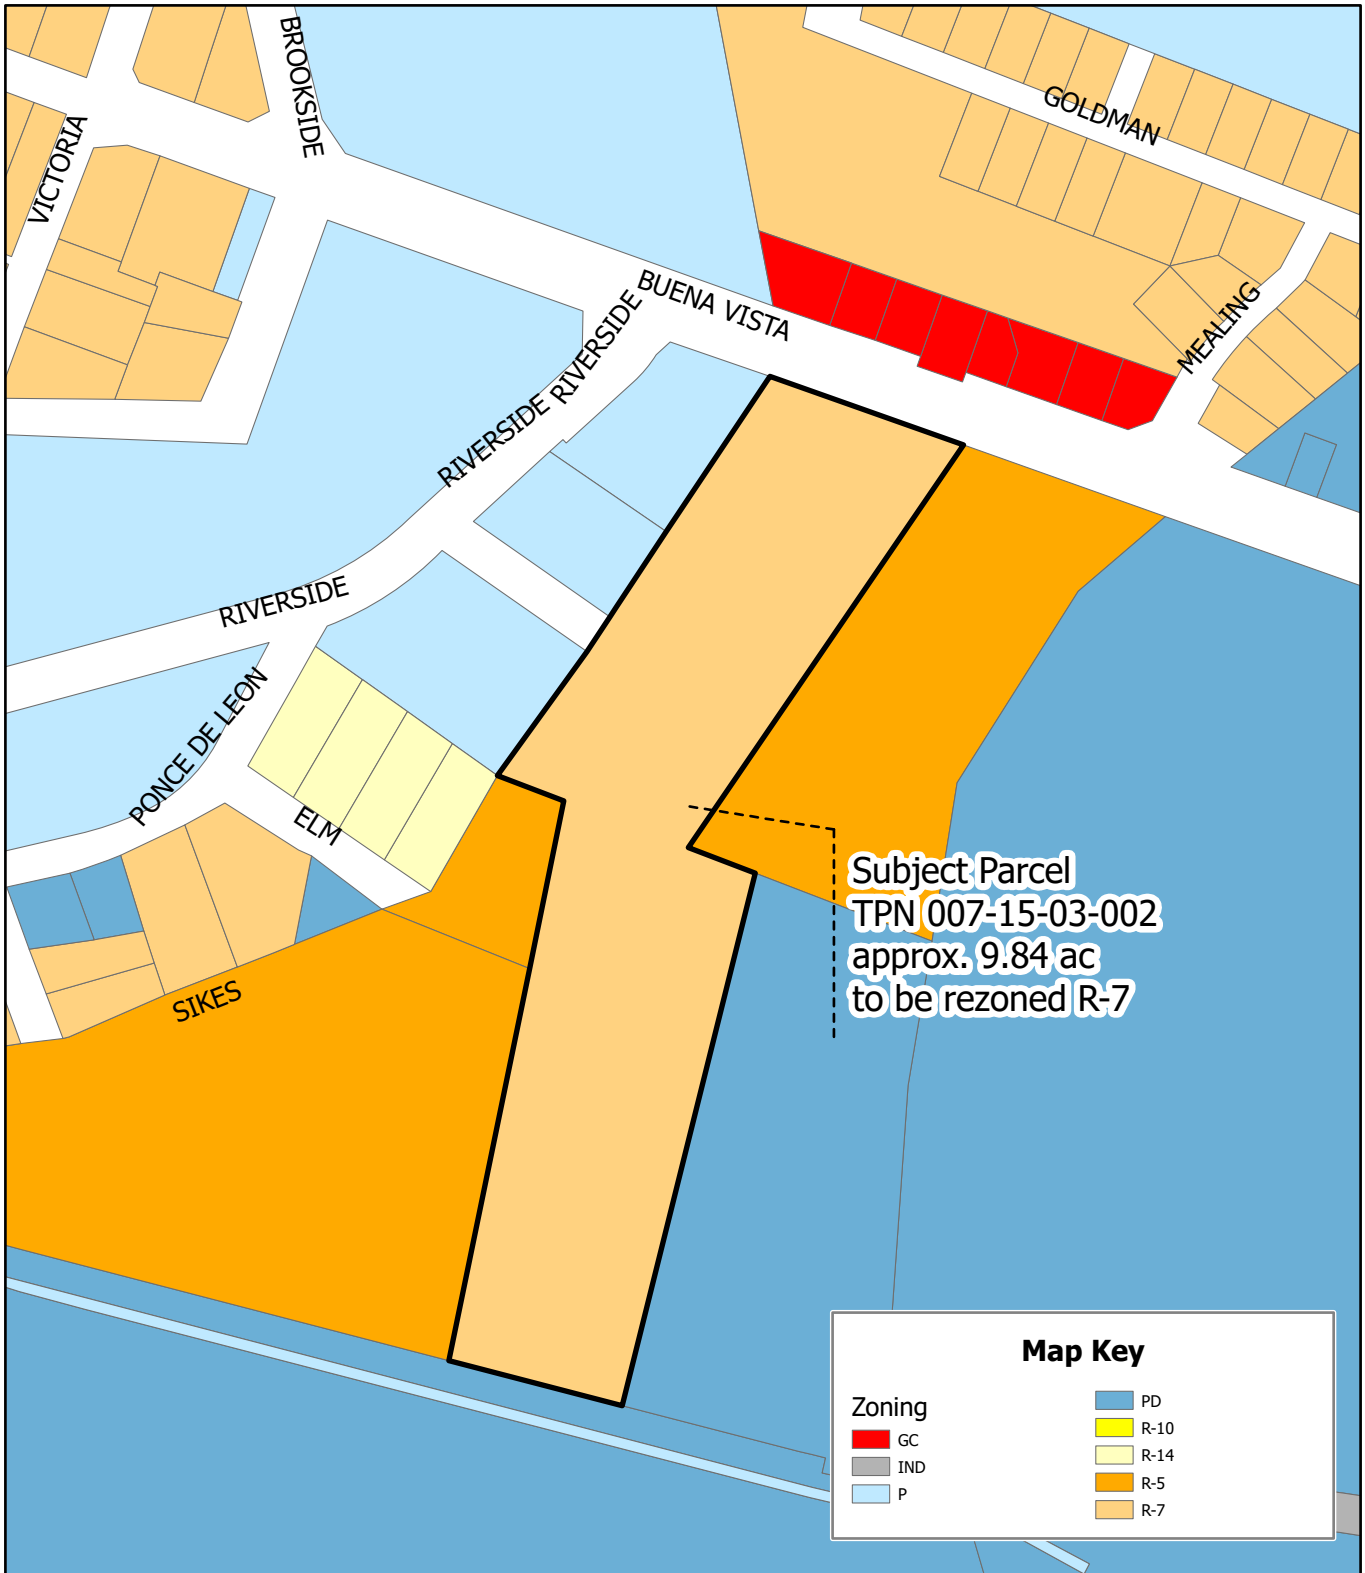 BROOKSIDE
GOLDMAN
VICTORIA
BUENA VISTA
RIVERSIDE
MEALING
RIVERSIDE
RIVERSIDE
PONCE DE LEON
ELM
SIKES
Subject Parcel
TPN 007-15-03-002
approx. 9.84 ac
to be rezoned R-7
Map Key
Zoning
GC
IND
P
PD
R-10
R-14
R-5
R-7